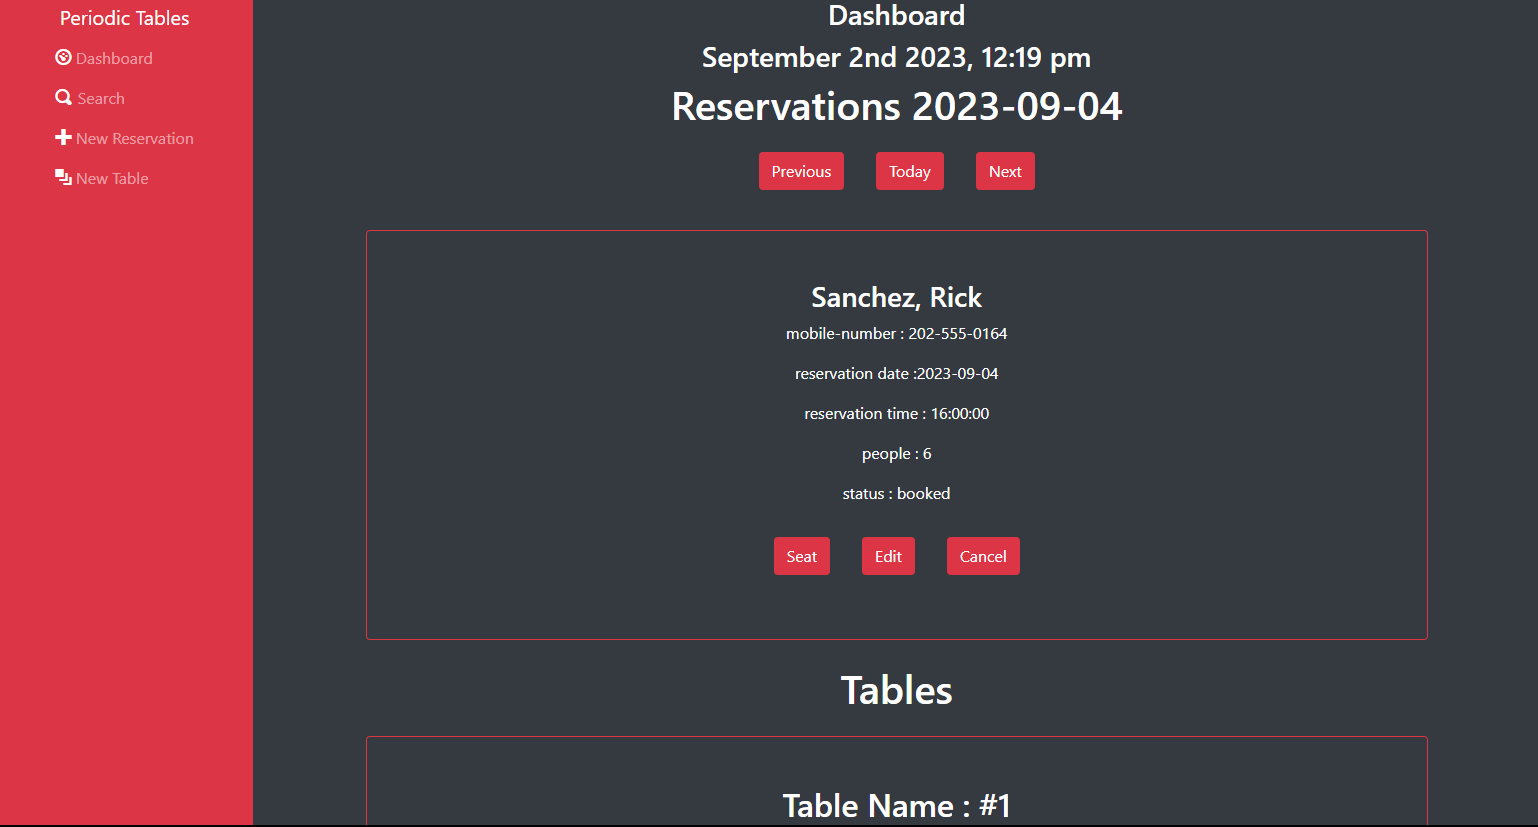 Periodic Tables
Dashboard
Search
New Reservation
New Table
Dashboard
September 2nd 2023, 12:19 pm
Reservations 2023-09-04
Previous Today Next
Sanchez, Rick
mobile-number : 202-555-0164
reservation date :2023-09-04
reservation time : 16:00:00
people : 6
status : booked
Seat Edit Cancel
Tables
Table Name : #1